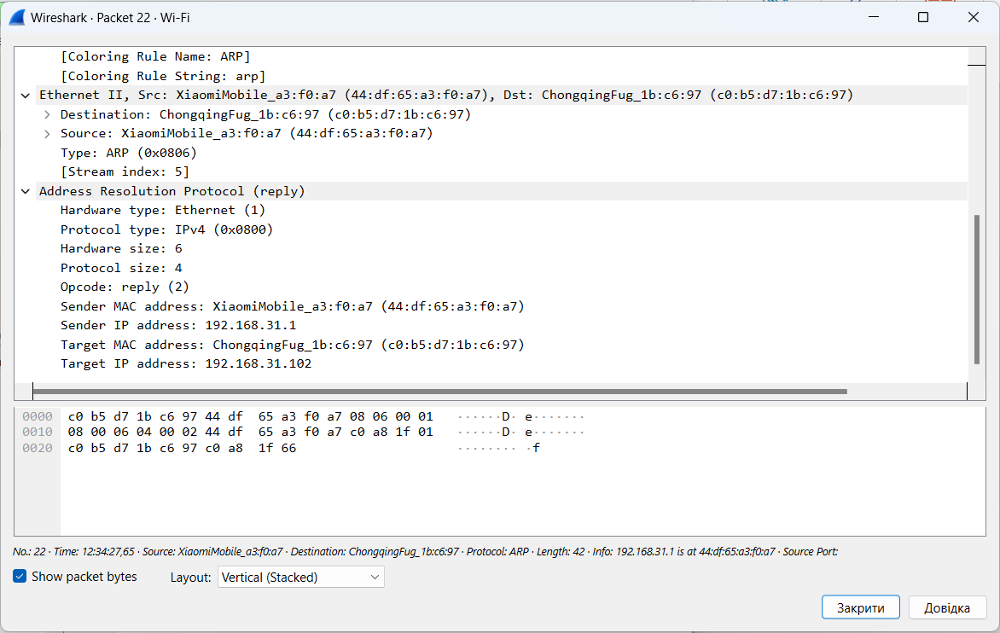 Wireshark · Packet 22 · Wi-Fi
[Coloring Rule Name: ARP]
[Coloring Rule String: arp]
Ethernet II, Src: XiaomiMobile_a3:f0:a7 (44:df:65:a3:f0:a7), Dst: ChongqingFug_1b:c6:97 (c0:b5:d7:1b:c6:97)
Destination: ChongqingFug_1b:c6:97 (c0:b5:d7:1b:c6:97)
Source: XiaomiMobile_a3:f0:a7 (44:df:65:a3:f0:a7)
Type: ARP (0x0806)
[Stream index: 5]
Address Resolution Protocol (reply)
Hardware type: Ethernet (1)
Protocol type: IPv4 (0x0800)
Hardware size: 6
Protocol size: 4
Opcode: reply (2)
Sender MAC address: XiaomiMobile_a3:f0:a7 (44:df:65:a3:f0:a7)
Sender IP address: 192.168.31.1
Target MAC address: ChongqingFug_1b:c6:97 (c0:b5:d7:1b:c6:97)
Target IP address: 192.168.31.102
0000 c0 b5 d7 1b c6 97 44 df 65 a3 f0 a7 08 06 00 01 ······D· e·······
0010 08 00 06 04 00 02 44 df 65 a3 f0 a7 c0 a8 1f 01 ······D· e·······
0020 c0 b5 d7 1b c6 97 c0 a8 1f 66 ········ ·f
No.: 22 · Time: 12:34:27,65 · Source: XiaomiMobile_a3:f0:a7 · Destination: ChongqingFug_1b:c6:97 · Protocol: ARP · Length: 42 · Info: 192.168.31.1 is at 44:df:65:a3:f0:a7 · Source Port:
Show packet bytes Layout: Vertical (Stacked)
Закрити Довідка